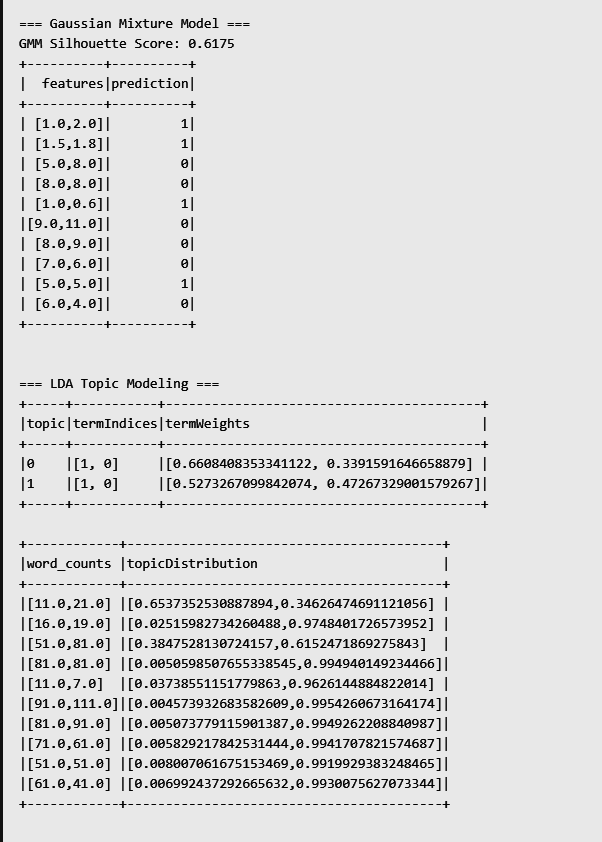 === Gaussian Mixture Model ===
GMM Silhouette Score: 0.6175
+----------+----------+
|  features|prediction|
+----------+----------+
| [1.0,2.0]|         1|
| [1.5,1.8]|         1|
| [5.0,8.0]|         0|
| [8.0,8.0]|         0|
| [1.0,0.6]|         1|
|[9.0,11.0]|         0|
| [8.0,9.0]|         0|
| [7.0,6.0]|         0|
| [5.0,5.0]|         1|
| [6.0,4.0]|         0|
+----------+----------+
=== LDA Topic Modeling ===
+-----+-----------+----------------------------------------+
|topic|termIndices|termWeights                             |
+-----+-----------+----------------------------------------+
|0    |[1, 0]     |[0.6608408353341122, 0.3391591646658879] |
|1    |[1, 0]     |[0.5273267099842074, 0.47267329001579267]|
+-----+-----------+----------------------------------------+
+------------+----------------------------------------+
|word_counts |topicDistribution                       |
+------------+----------------------------------------+
|[11.0,21.0] |[0.6537352530887894,0.34626474691121056] |
|[16.0,19.0] |[0.02515982734260488,0.9748401726573952] |
|[51.0,81.0] |[0.3847528130724157,0.6152471869275843]  |
|[81.0,81.0] |[0.0050598507655338545,0.994940149234466]|
|[11.0,7.0]  |[0.03738551151779863,0.9626144884822014] |
|[91.0,111.0]|[0.004573932683582609,0.9954260673164174]|
|[81.0,91.0] |[0.005073779115901387,0.9949262208840987]|
|[71.0,61.0] |[0.005829217842531444,0.9941707821574687]|
|[51.0,51.0] |[0.008007061675153469,0.9919929383248465]|
|[61.0,41.0] |[0.006992437292665632,0.9930075627073344]|
+------------+----------------------------------------+